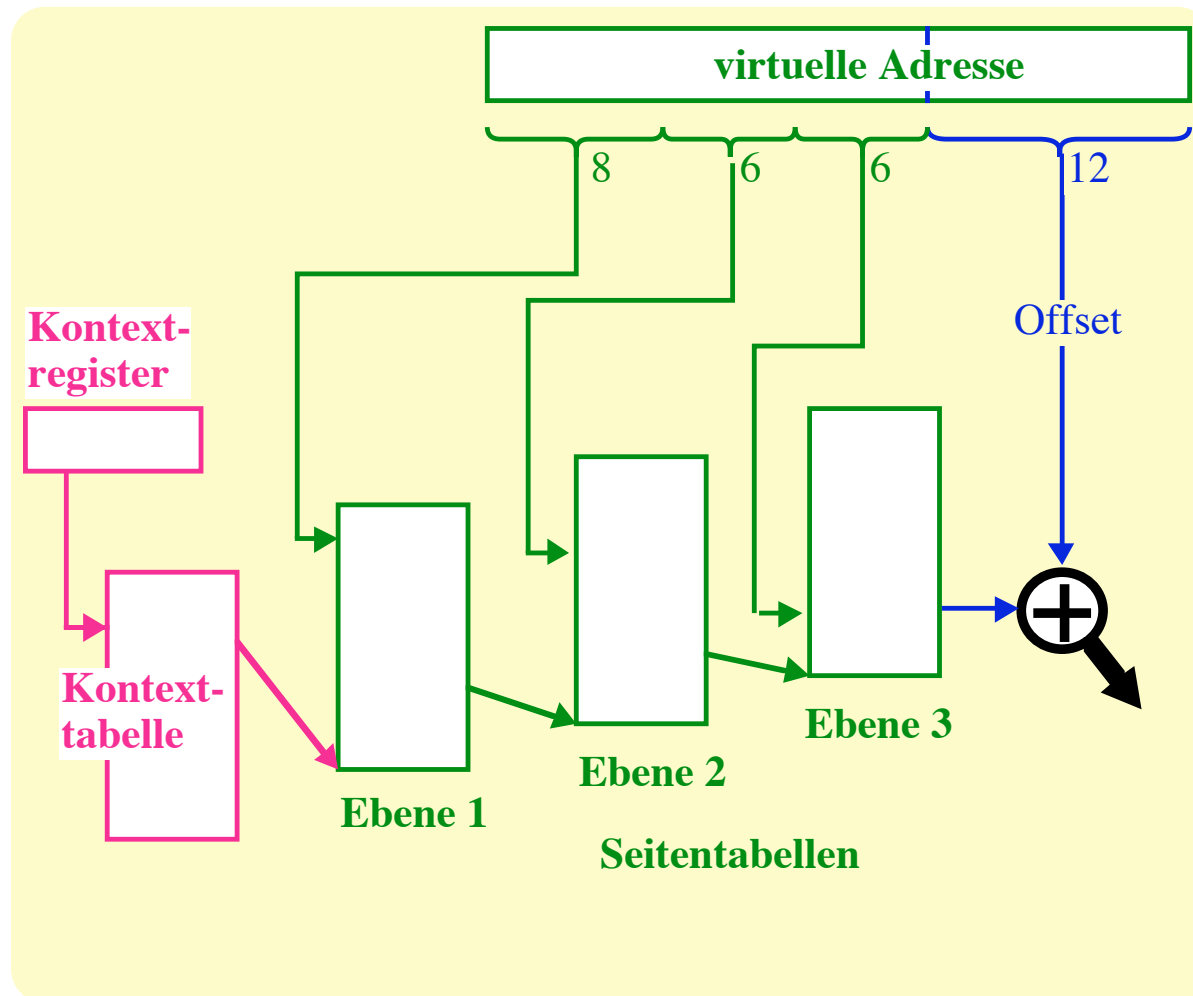 virtuelle Adresse
8
6
6
12
Offset
Kontext-
register
Kontext-
tabelle
Ebene 1
Ebene 2
Ebene 3
Seitentabellen